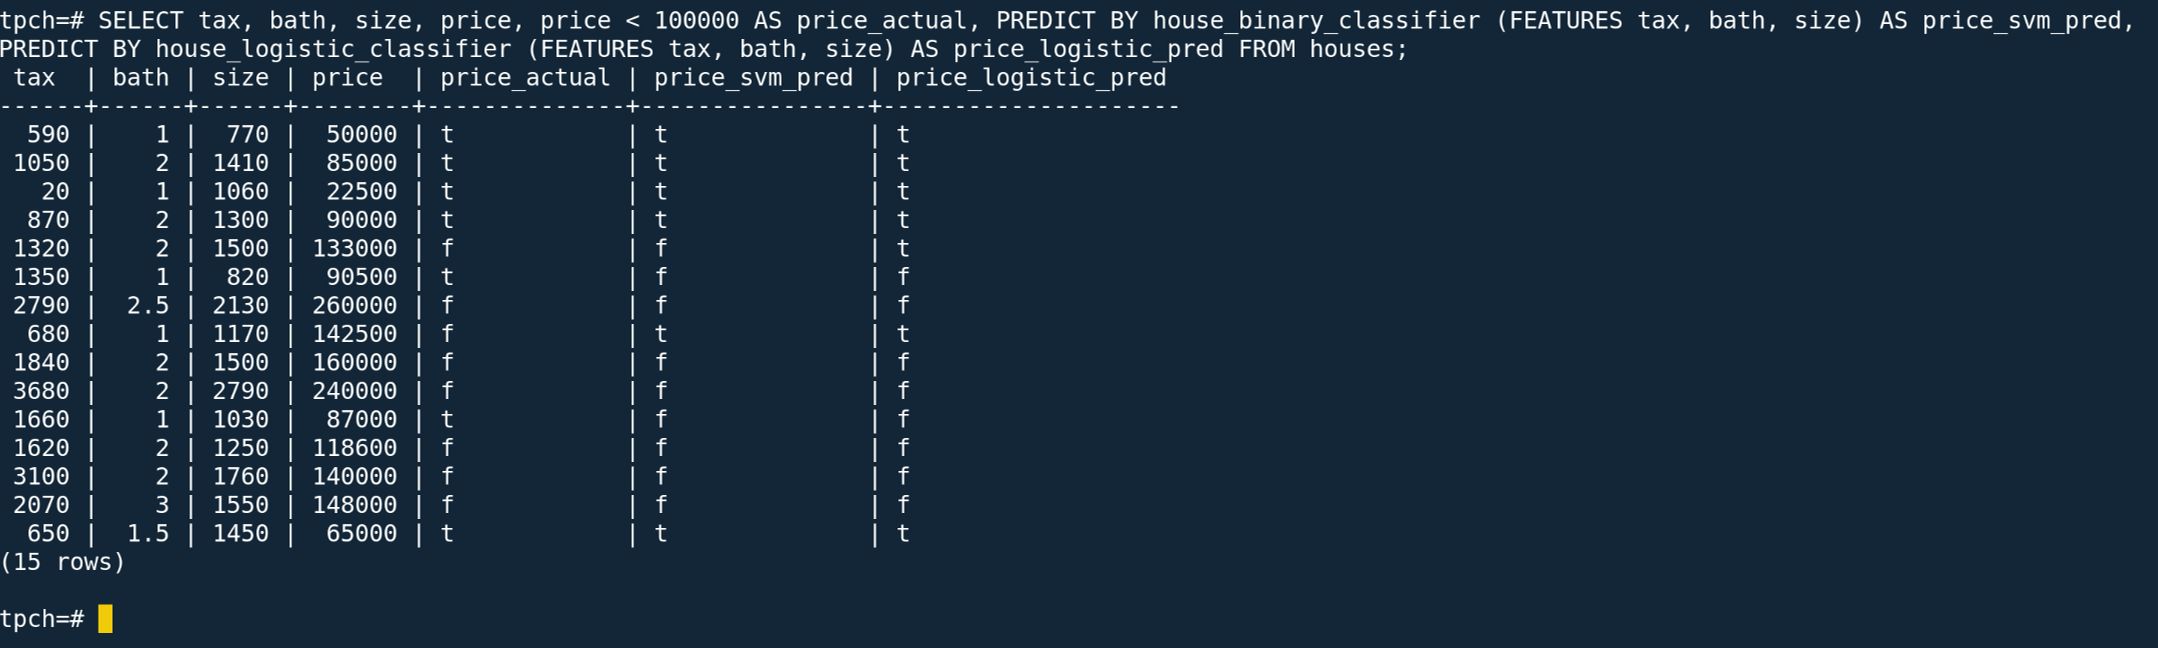 tpch=# SELECT tax, bath, size, price, price < 100000 AS price_actual, PREDICT BY house_binary_classifier (FEATURES tax, bath, size) AS price_svm_pred,
PREDICT BY house_logistic_classifier (FEATURES tax, bath, size) AS price_logistic_pred FROM houses;
 tax  | bath | size | price  | price_actual | price_svm_pred | price_logistic_pred
------+------+------+--------+--------------+----------------+---------------------
  590 |    1 |  770 |  50000 | t            | t              | t
 1050 |    2 | 1410 |  85000 | t            | t              | t
   20 |    1 | 1060 |  22500 | t            | t              | t
  870 |    2 | 1300 |  90000 | t            | t              | t
 1320 |    2 | 1500 | 133000 | f            | f              | t
 1350 |    1 |  820 |  90500 | t            | f              | f
 2790 |  2.5 | 2130 | 260000 | f            | f              | f
  680 |    1 | 1170 | 142500 | f            | t              | t
 1840 |    2 | 1500 | 160000 | f            | f              | f
 3680 |    2 | 2790 | 240000 | f            | f              | f
 1660 |    1 | 1030 |  87000 | t            | f              | f
 1620 |    2 | 1250 | 118600 | f            | f              | f
 3100 |    2 | 1760 | 140000 | f            | f              | f
 2070 |    3 | 1550 | 148000 | f            | f              | f
  650 |  1.5 | 1450 |  65000 | t            | t              | t
(15 rows)
tpch=#